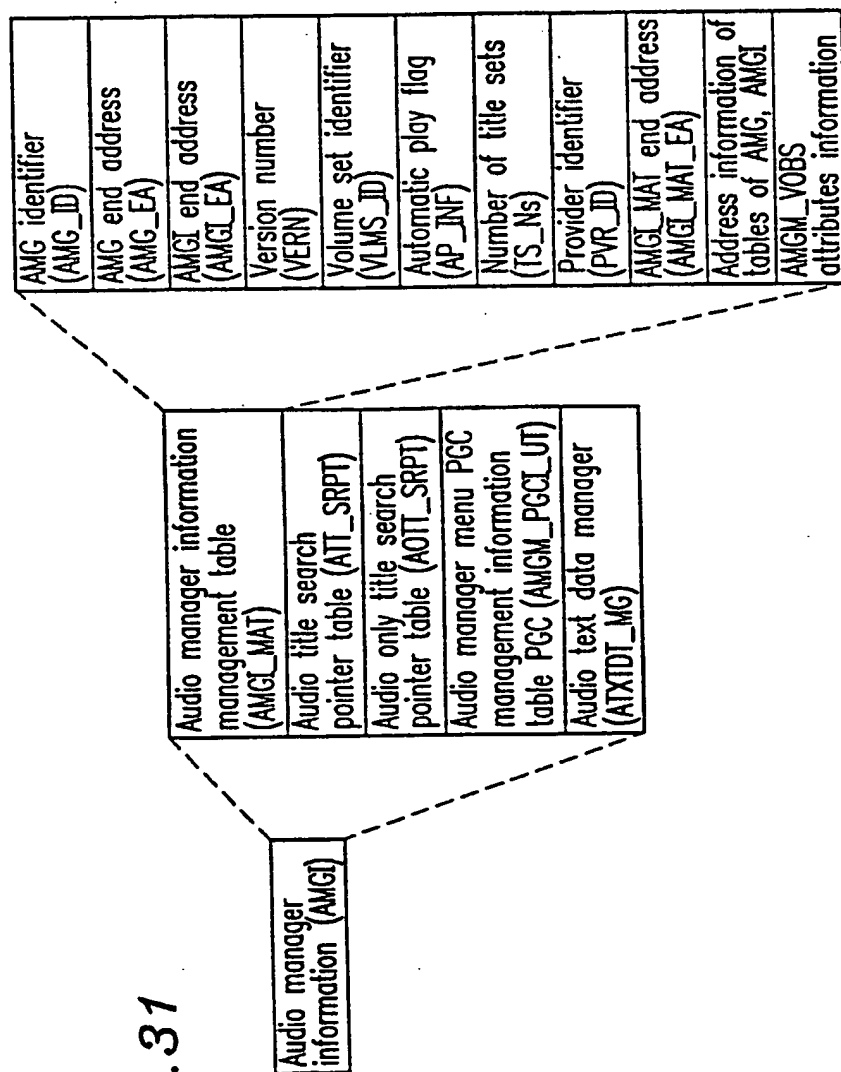 .31
Audio manager
information (AMGI)
Audio manager information
management table
(AMGI_MAT)
Audio title search
pointer table (ATT_SRPT)
Audio only title search
pointer table (AOTT_SRPT)
Audio manager menu PGC
management information
table PGC (AMGM_PGCI_UT)
Audio text data manager
(ATXTDT_MG)
AMG identifier
(AMG_ID)
AMG end address
(AMG_EA)
AMGI end address
(AMGI_EA)
Version number
(VERN)
Volume set identifier
(VLMS_ID)
Automatic play flag
(AP_INF)
Number of title sets
(TS_Ns)
Provider identifier
(PVR_ID)
AMGI_MAT end address
(AMGI_MAT_EA)
Address information of
tables of AMG, AMGI
AMGM_VOBS
attributes information